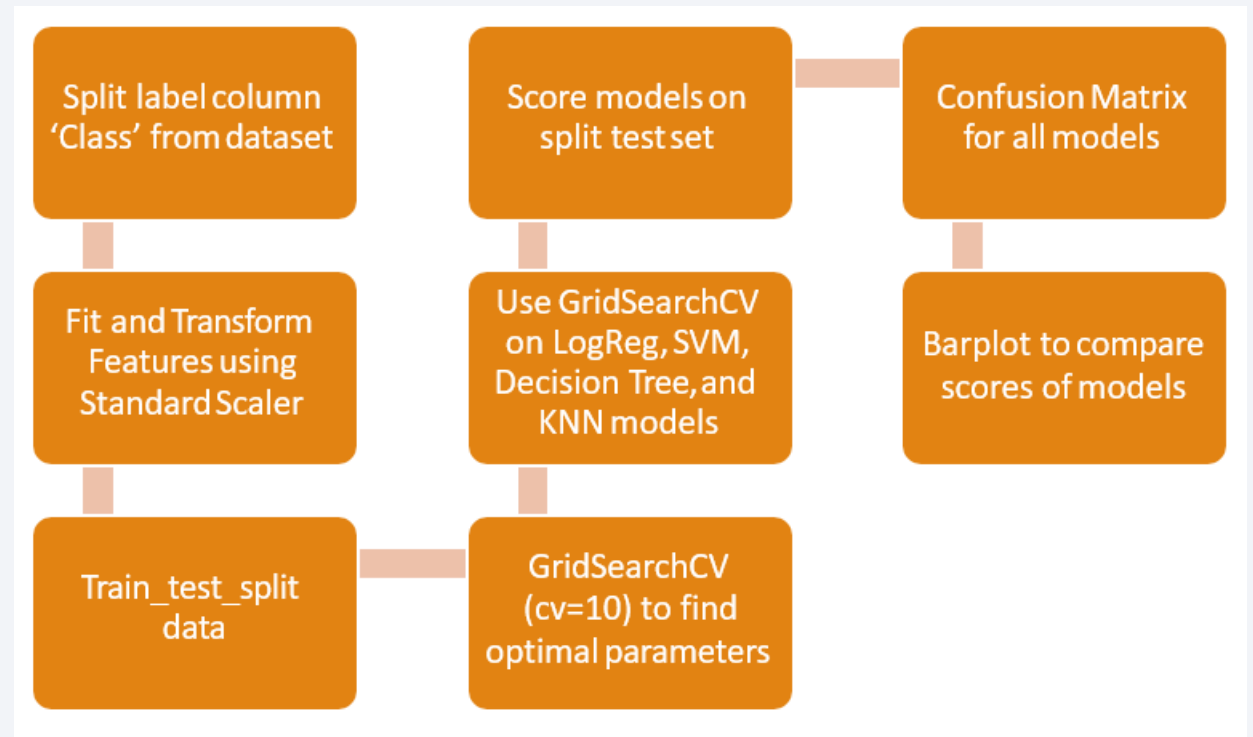 Split label column
‘Class’ from dataset
Fit and Transform
Features using
Standard Scaler
Train_test_split
data
GridSearchCV
(cv=10) to find
optimal parameters
Use GridSearchCV
on LogReg, SVM,
Decision Tree, and
KNN models
Score models on
split test set
Confusion Matrix
for all models
Barplot to compare
scores of models